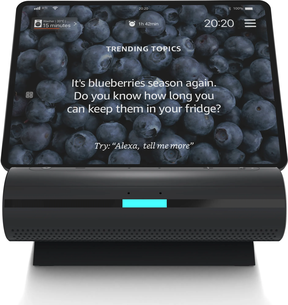 15 minutes
1h 42min
20:20
TRENDING TOPICS
It's blueberries season again.
Do you know how long you
can keep them in your fridge?
Try: "Alexa, tell me more"